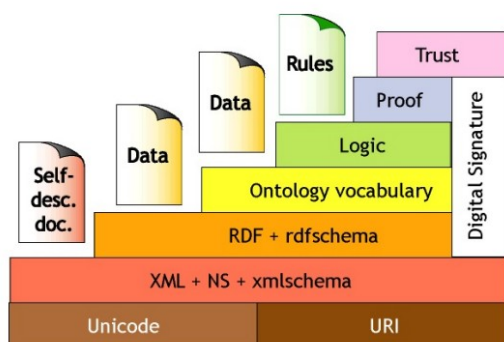 Trust
Rules
Proof
Data
Logic
Data
Digital Signature
Self-
desc.
doc.
Ontology vocabulary
RDF + rdfschema
XML + NS + xmlschema
Unicode
URI